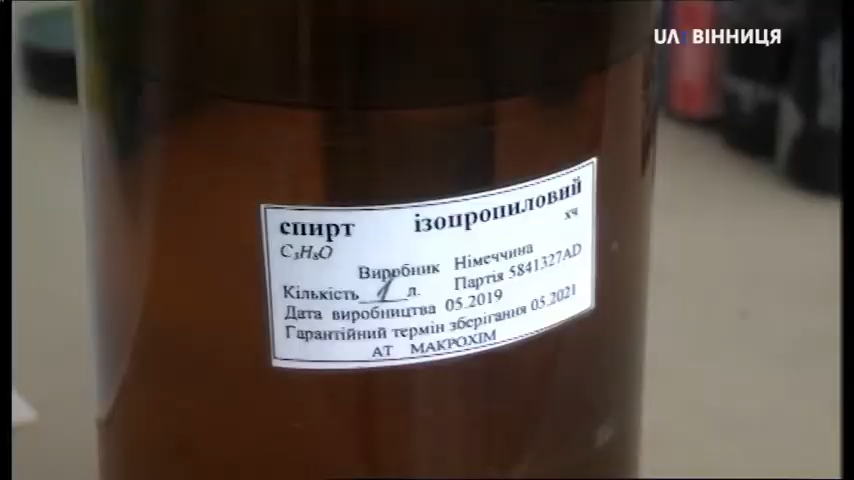 UA: ВІННИЦЯ
спирт ізопропиловий
хч
C₃H₈O
Виробник Німеччина
Кількість 1 л. Партія 5841327AD
Дата виробництва 05.2019
Гарантійний термін зберігання 05.2021
АТ МАКРОХІМ